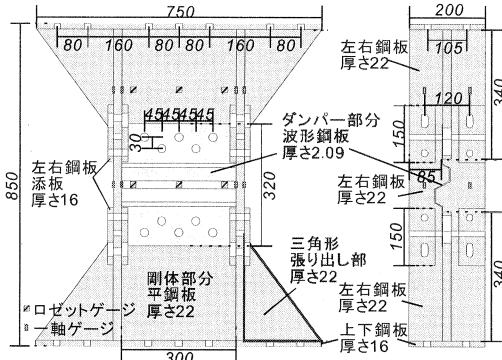 750
200
80 160 80 80 160 80
105
左右鋼板
厚さ22
340
120
45 45 45 45
30
ダンパー部分
波形鋼板
厚さ2.09
150
850
左右鋼板
添板
厚さ16
320
85
左右鋼板
厚さ22
150
三角形
張り出し部
厚さ22
剛体部分
平鋼板
厚さ22
340
左右鋼板
厚さ22
ロゼットゲージ
一軸ゲージ
上下鋼板
厚さ16
300